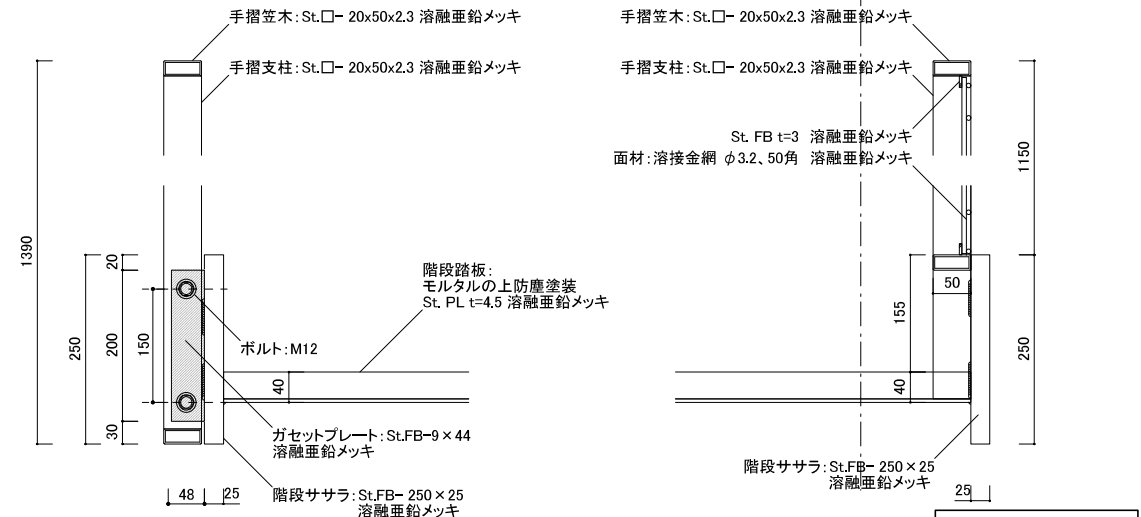 手摺笠木：St.□- 20x50x2.3 溶融亜鉛メッキ
手摺支柱：St.□- 20x50x2.3 溶融亜鉛メッキ
手摺笠木：St.□- 20x50x2.3 溶融亜鉛メッキ
手摺支柱：St.□- 20x50x2.3 溶融亜鉛メッキ
St. FB t=3 溶融亜鉛メッキ
面材：溶接金網 φ3.2、50角 溶融亜鉛メッキ
1390
250
20
200
30
150
階段踏板：
モルタルの上防塵塗装
St. PL t=4.5 溶融亜鉛メッキ
ボルト：M12
40
ガセットプレート：St.FB-9×44
溶融亜鉛メッキ
48
25
階段ササラ：St.FB- 250×25
溶融亜鉛メッキ
1150
50
155
40
250
階段ササラ：St.FB- 250×25
溶融亜鉛メッキ
25